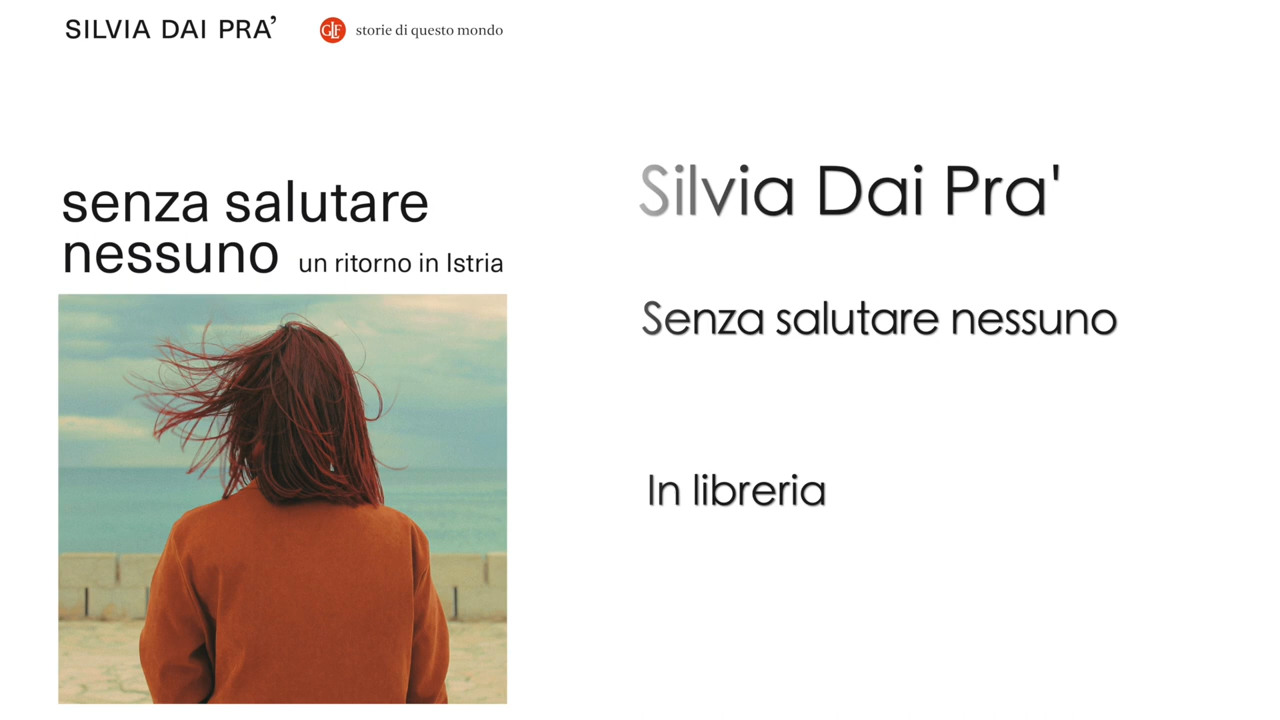 SILVIA DAI PRA’
GLF storie di questo mondo
senza salutare
nessuno un ritorno in Istria
Silvia Dai Pra'
Senza salutare nessuno
In libreria